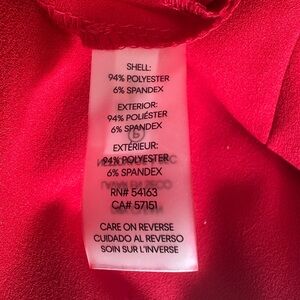 SHELL:
94% POLYESTER
6% SPANDEX
EXTERIOR:
94% POLIÉSTER
6% SPANDEX
EXTÉRIEUR:
94% POLYESTER
6% SPANDEX
RN# 54163
CA# 57151
CARE ON REVERSE
CUIDADO AL REVERSO
SOIN SUR L'INVERSE